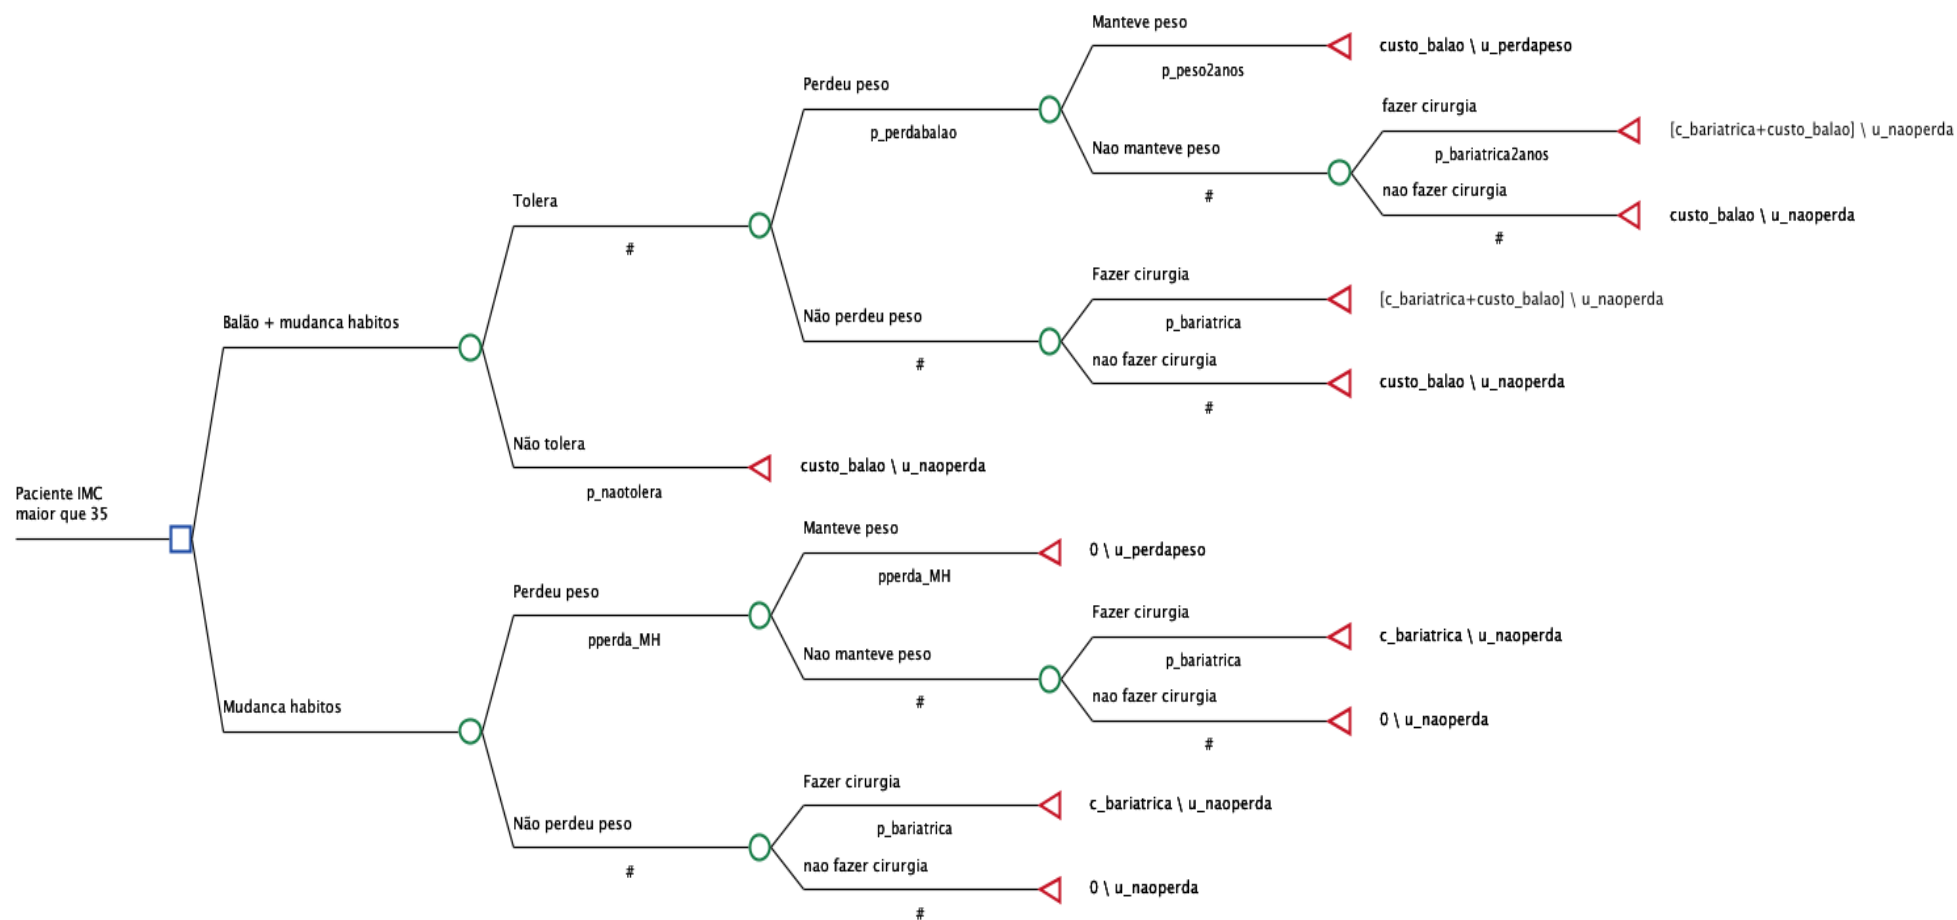 Manteve peso
custo_balao \ u_perdapeso
p_peso2anos
Perdeu peso
p_perdabalao
fazer cirurgia
[c_bariatrica+custo_balao] \ u_naoperda
p_bariatrica2anos
Nao manteve peso
#
nao fazer cirurgia
custo_balao \ u_naoperda
#
Tolera
#
Fazer cirurgia
[c_bariatrica+custo_balao] \ u_naoperda
p_bariatrica
Não perdeu peso
#
nao fazer cirurgia
custo_balao \ u_naoperda
#
Balão + mudanca habitos
Não tolera
custo_balao \ u_naoperda
p_naotolera
Paciente IMC
maior que 35
Manteve peso
0 \ u_perdapeso
pperda_MH
Perdeu peso
pperda_MH
Fazer cirurgia
c_bariatrica \ u_naoperda
p_bariatrica
Nao manteve peso
#
nao fazer cirurgia
0 \ u_naoperda
#
Mudanca habitos
Fazer cirurgia
c_bariatrica \ u_naoperda
p_bariatrica
Não perdeu peso
#
nao fazer cirurgia
0 \ u_naoperda
#